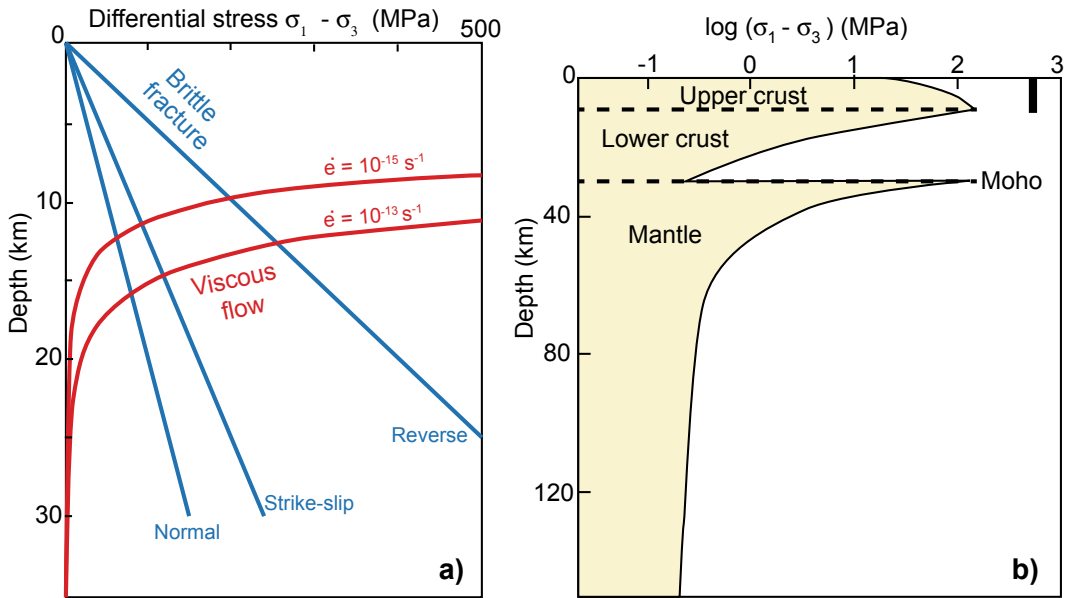 Differential stress σ₁ - σ₃ (MPa)
0
500
Brittle
fracture
ė = 10⁻¹⁵ s⁻¹
10
ė = 10⁻¹³ s⁻¹
Viscous
flow
Depth (km)
20
Reverse
30
Strike-slip
Normal
a)
log (σ₁ - σ₃) (MPa)
-1
0
1
2
3
0
Upper crust
Lower crust
Moho
40
Mantle
Depth (km)
80
120
b)